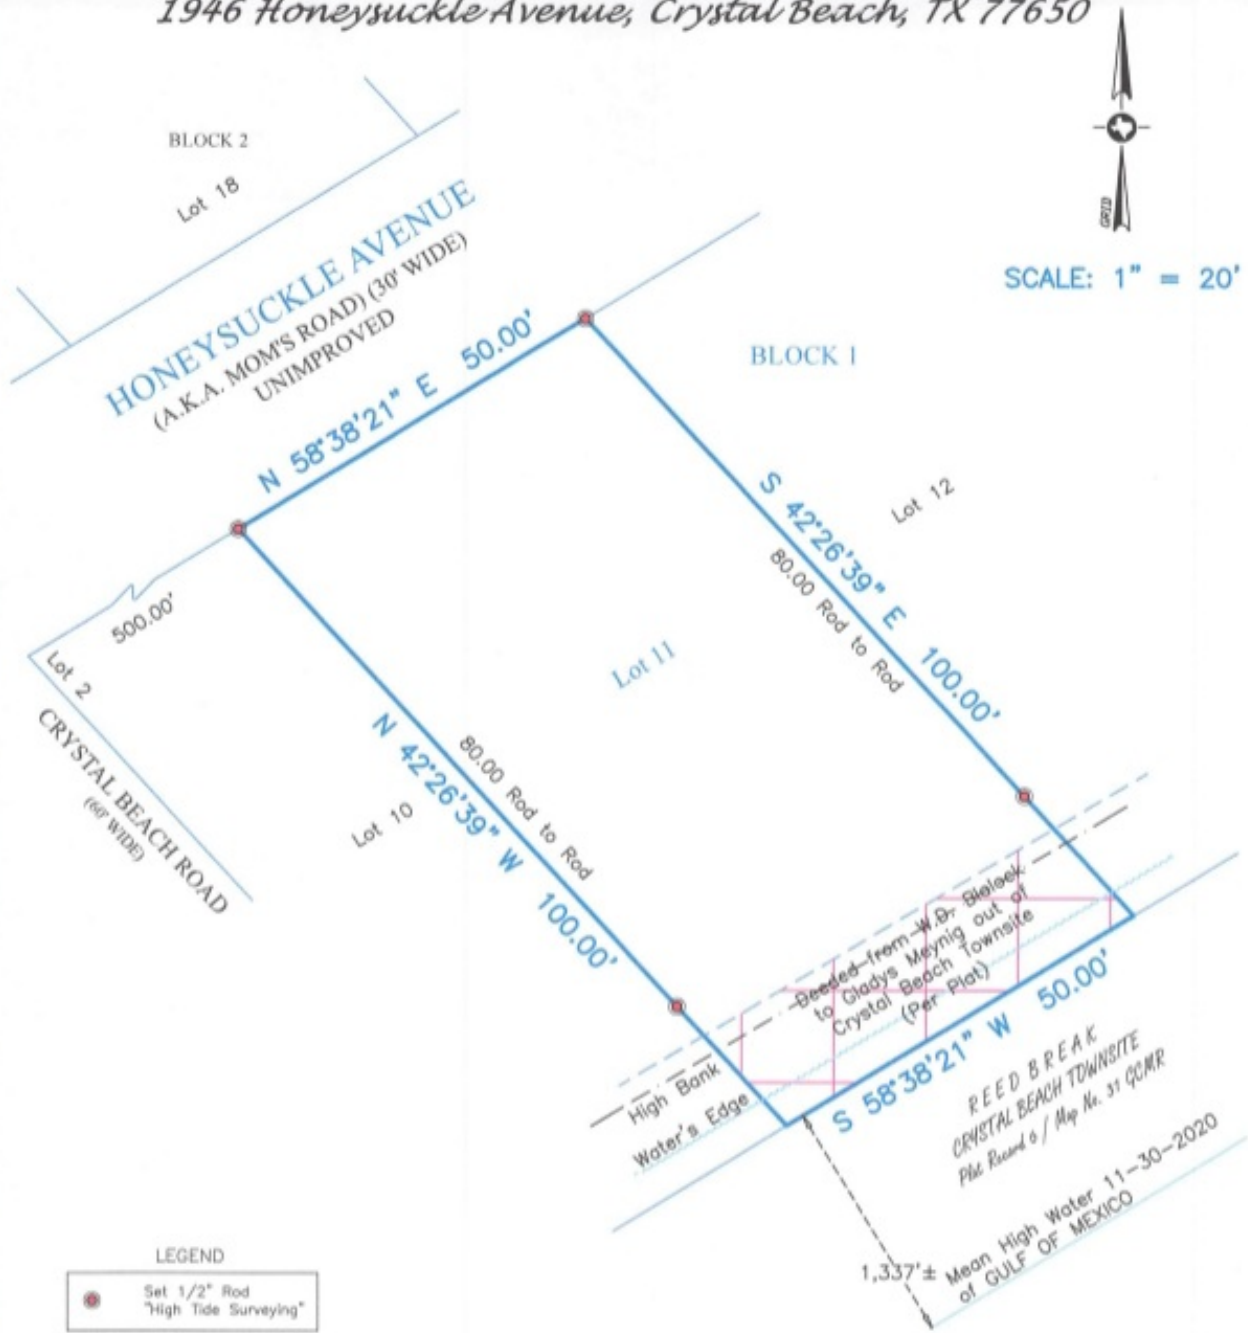 1946 Honeysuckle Avenue, Crystal Beach, TX 77650
BLOCK 2
Lot 18
HONEYSUCKLE AVENUE
(A.K.A. MOM'S ROAD) (30' WIDE)
UNIMPROVED
GRID
SCALE: 1" = 20'
N 58°38'21" E 50.00'
BLOCK 1
Lot 12
S 42°26'39" E 100.00'
80.00 Rod to Rod
500.00'
Lot 2
CRYSTAL BEACH ROAD
(60' WIDE)
Lot 11
N 42°26'39" W 100.00'
80.00 Rod to Rod
Lot 10
Deeded from W.D. Blalock
to Gladys Meynig out of
Crystal Beach Townsite
(Per Plat)
High Bank
Water's Edge
S 58°38'21" W 50.00'
REED BREAK
CRYSTAL BEACH TOWNSITE
Plat Record 6 / Map No. 31 GCMR
1,337'±
Mean High Water 11-30-2020
of GULF OF MEXICO
LEGEND
Set 1/2" Rod
"High Tide Surveying"